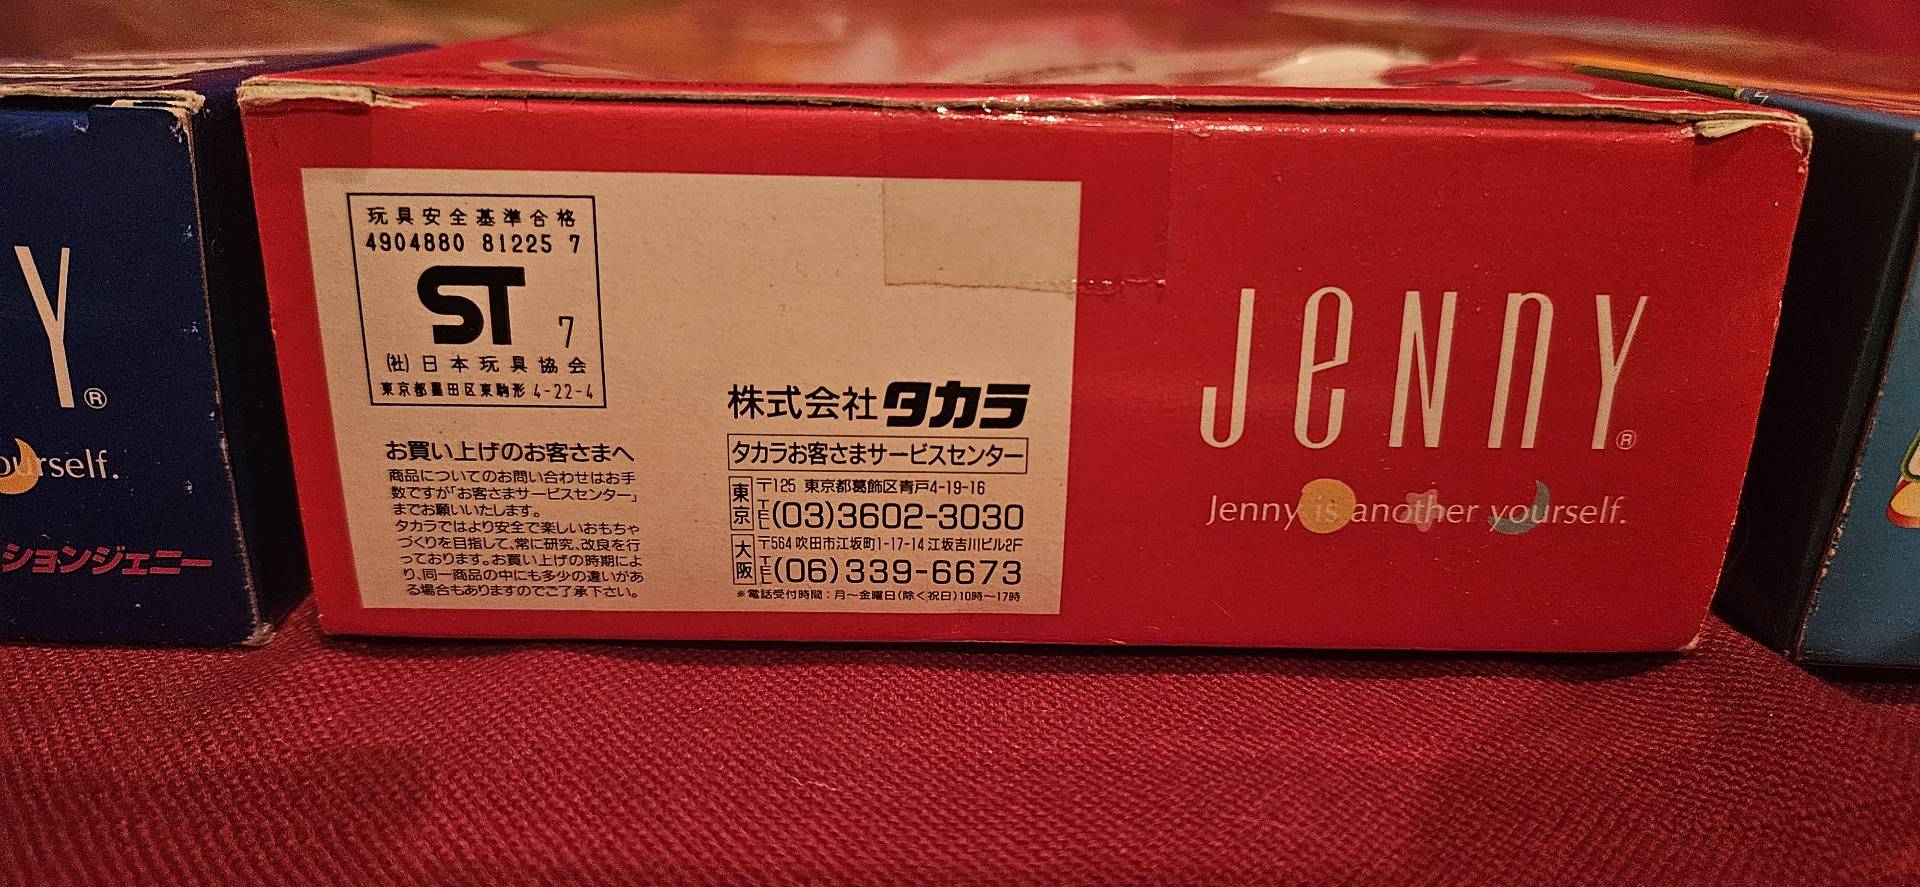 Y®
ourself.
ションジェニー
玩具安全基準合格
4904880 81225 7
ST
7
(社)日本玩具協会
東京都墨田区東駒形 4-22-4
お買い上げのお客さまへ
商品についてのお問い合わせはお手
数ですが「お客さまサービスセンター」
までお願いいたします。
タカラではより安全で楽しいおもちゃ
づくりを目指して、常に研究、改良を行
っております。お買い上げの時期によ
り、同一商品の中にも多少の違いがあ
る場合もありますのでご了承下さい。
株式会社タカラ
タカラお客さまサービスセンター
東京 〒125 東京都葛飾区青戸4-19-16
TEL(03)3602-3030
大阪 〒564 吹田市江坂町1-17-14 江坂吉川ビル2F
TEL(06)339-6673
※電話受付時間：月〜金曜日(除く祝日)10時〜17時
Jenny®
Jenny is another yourself.